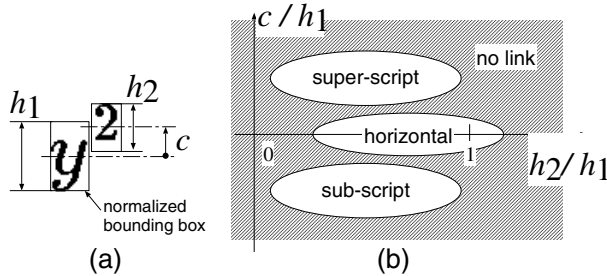 h1
h2
y
2
c
normalized
bounding box
(a)
c/h1
no link
super-script
horizontal
0
1
h2/h1
sub-script
(b)